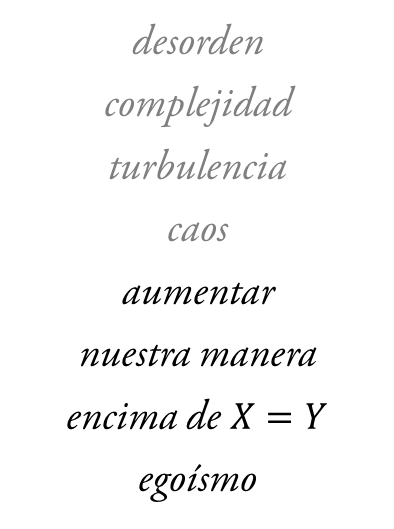 desorden
complejidad
turbulencia
caos
aumentar
nuestra manera
encima de X = Y
egoísmo